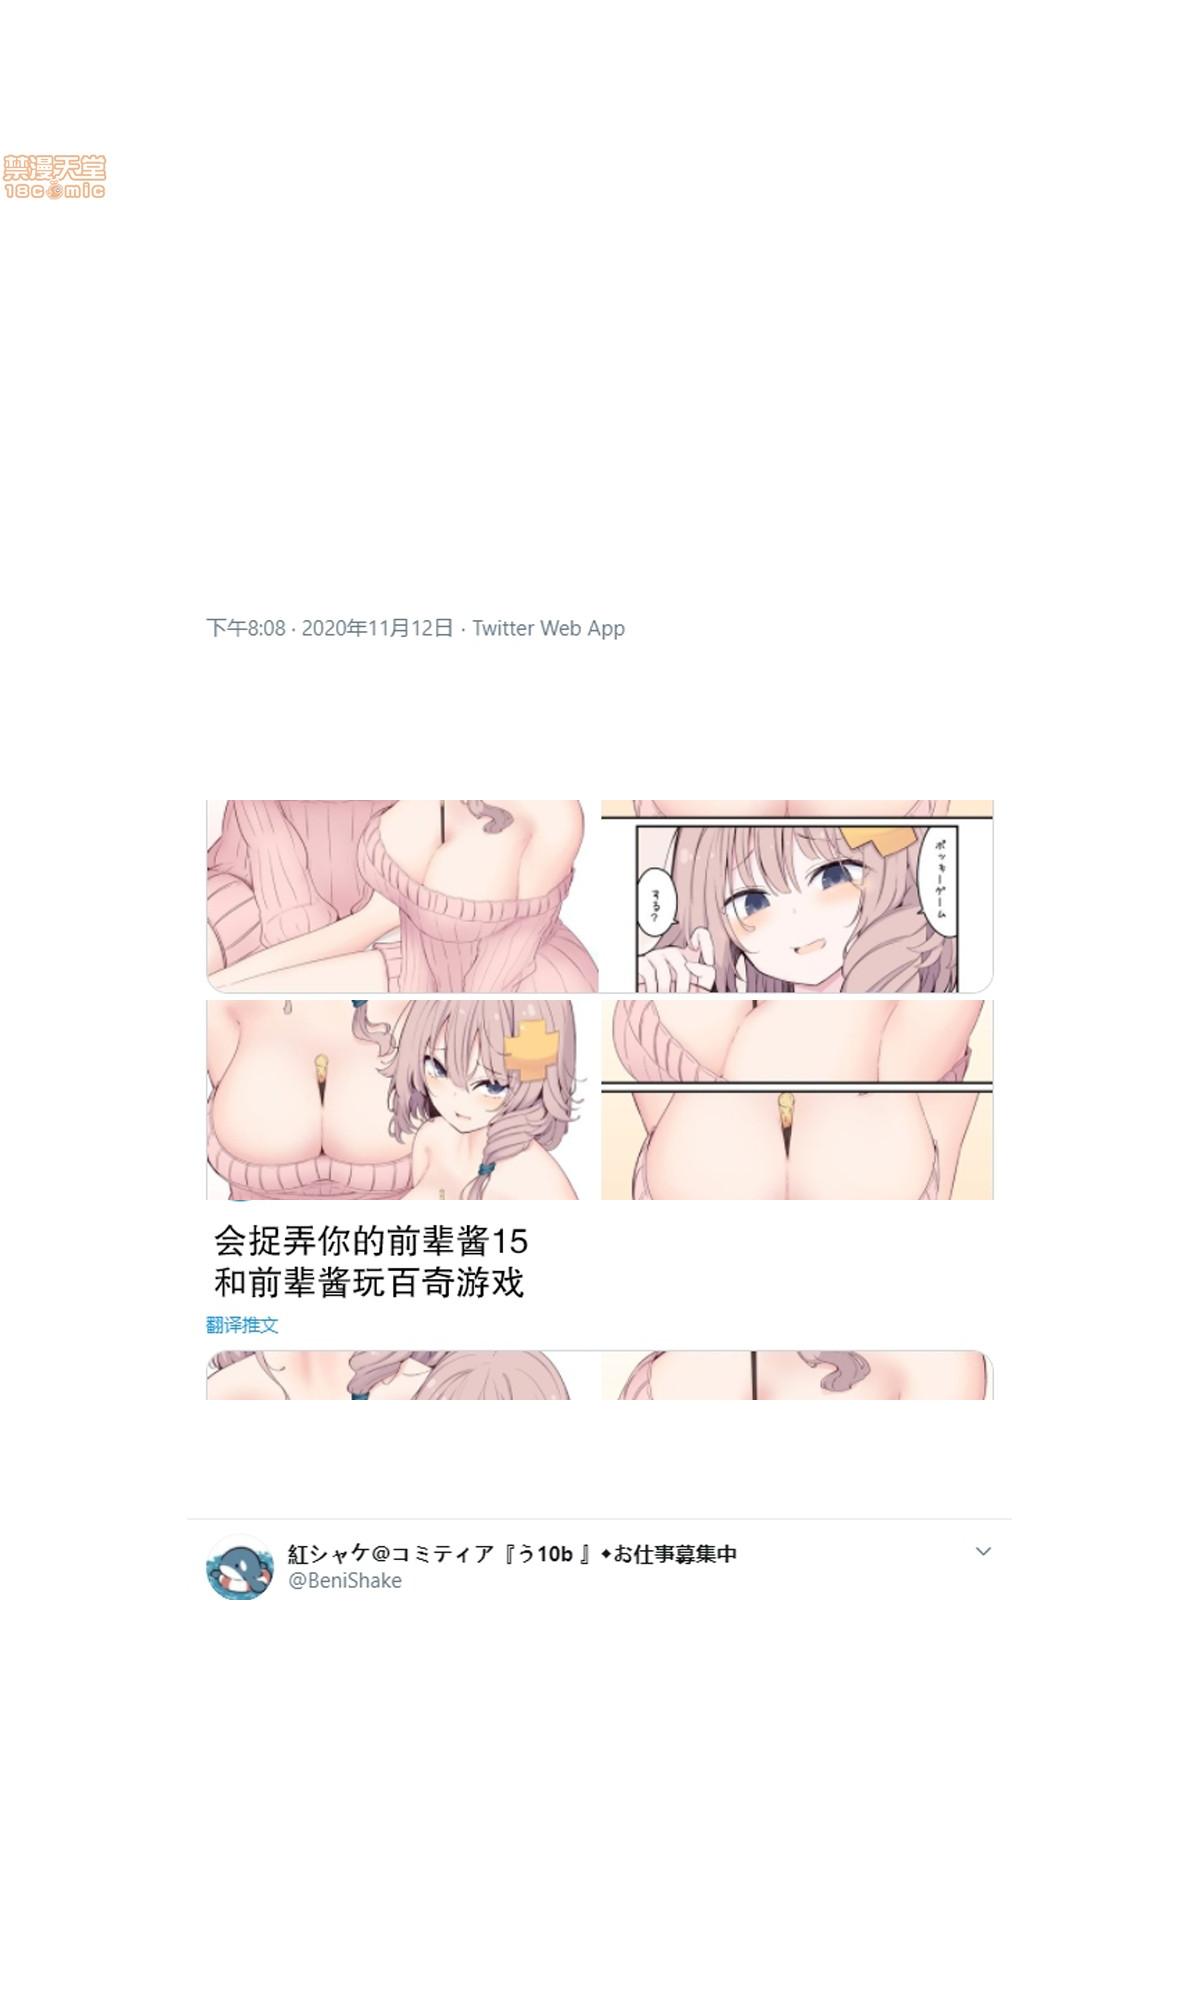 禁漫天堂
18comic
下午8:08 · 2020年11月12日 · Twitter Web App
ポッキーゲーム
する?
会捉弄你的前辈酱15
和前辈酱玩百奇游戏
翻译推文
紅シャケ@コミティア『う10b 』◆お仕事募集中
@BeniShake